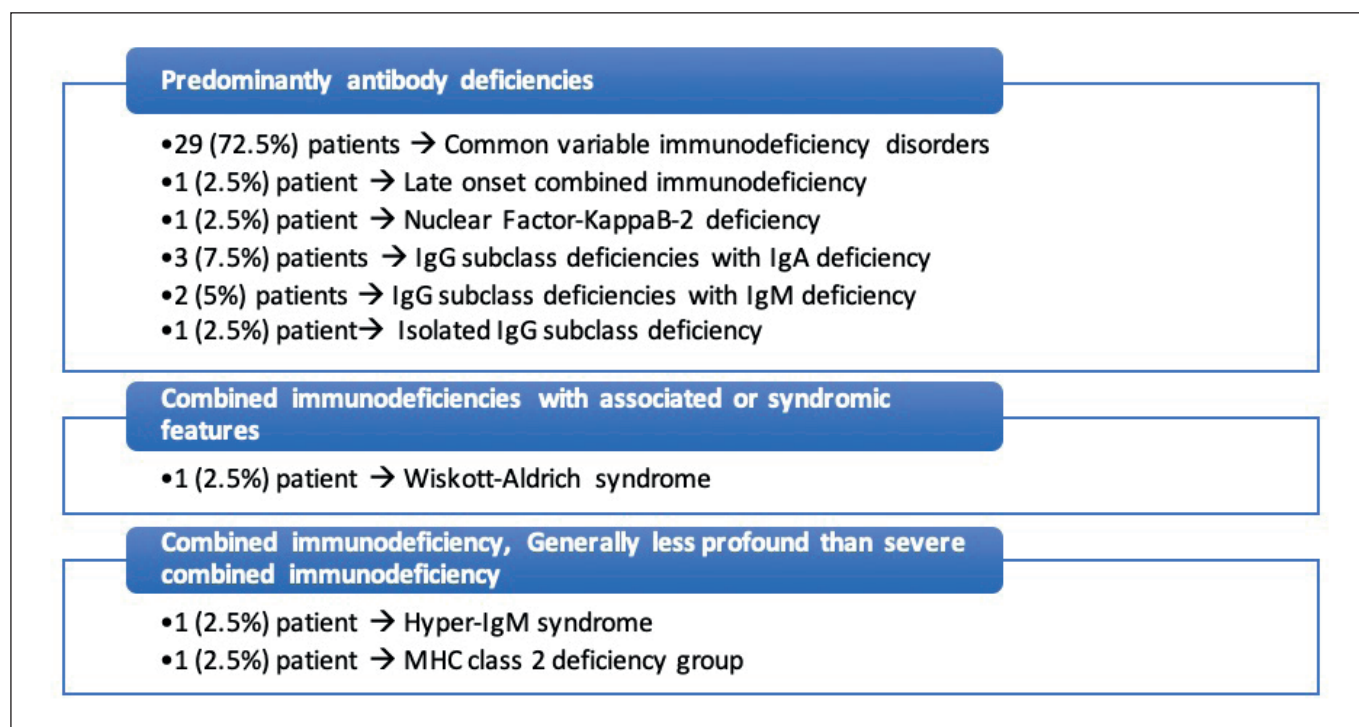 Predominantly antibody deficiencies
•29 (72.5%) patients → Common variable immunodeficiency disorders
•1 (2.5%) patient → Late onset combined immunodeficiency
•1 (2.5%) patient → Nuclear Factor-KappaB-2 deficiency
•3 (7.5%) patients → IgG subclass deficiencies with IgA deficiency
•2 (5%) patients → IgG subclass deficiencies with IgM deficiency
•1 (2.5%) patient→ Isolated IgG subclass deficiency
Combined immunodeficiencies with associated or syndromic
features
•1 (2.5%) patient → Wiskott-Aldrich syndrome
Combined immunodeficiency, Generally less profound than severe
combined immunodeficiency
•1 (2.5%) patient → Hyper-IgM syndrome
•1 (2.5%) patient → MHC class 2 deficiency group